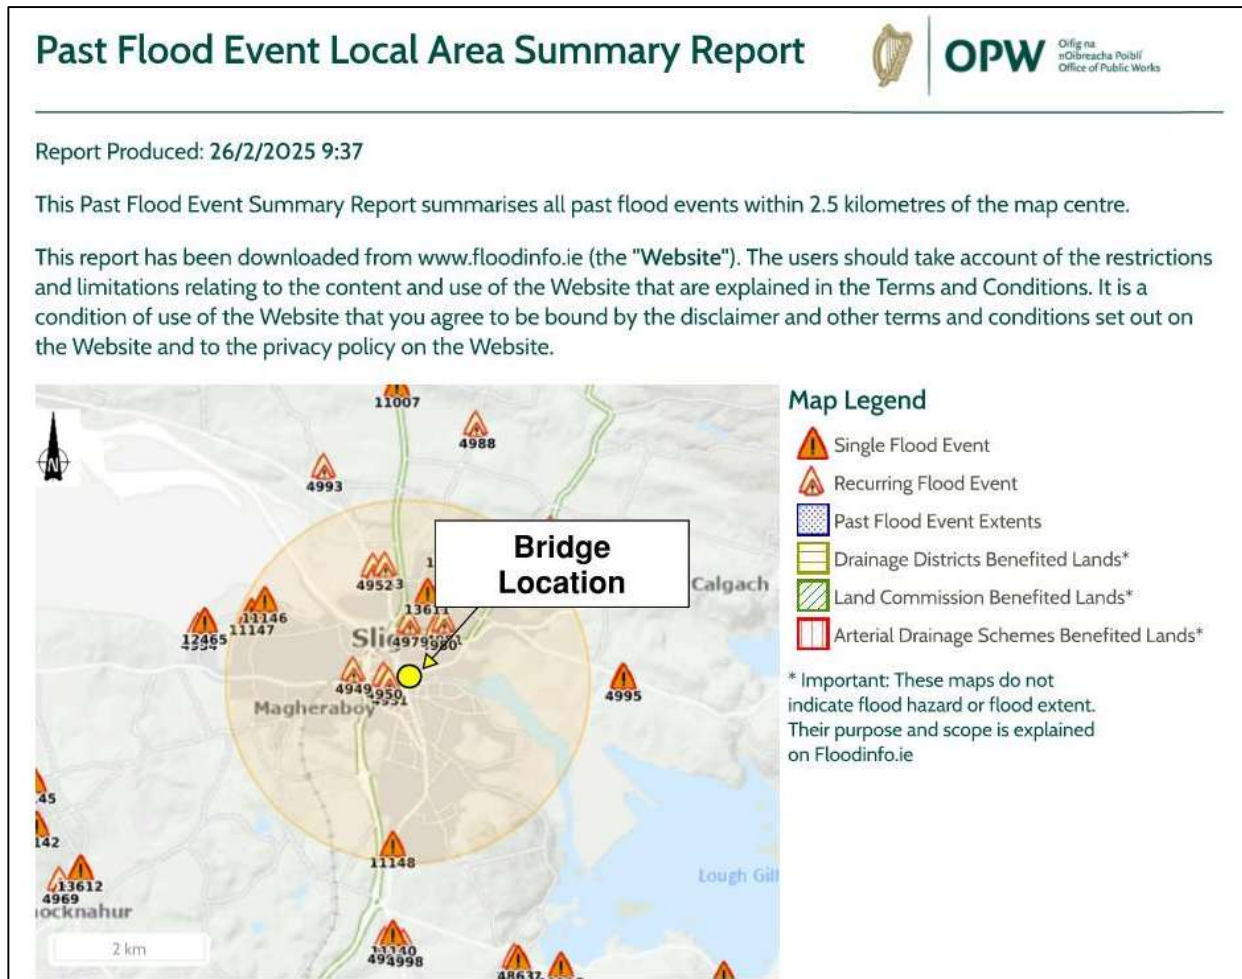 Past Flood Event Local Area Summary Report
OPW
Oifig na
nOibreacha Poiblí
Office of Public Works
Report Produced: 26/2/2025 9:37
This Past Flood Event Summary Report summarises all past flood events within 2.5 kilometres of the map centre.
This report has been downloaded from www.floodinfo.ie (the "Website"). The users should take account of the restrictions
and limitations relating to the content and use of the Website that are explained in the Terms and Conditions. It is a
condition of use of the Website that you agree to be bound by the disclaimer and other terms and conditions set out on
the Website and to the privacy policy on the Website.
N
11007
4988
4993
Bridge
Location
Calgach
13611
11146
11147
12465
Slig
4949
4950
4995
Magheraboy
45
142
11148
13612
4969
ocknahur
Lough Gill
2 km
11140
4998
48637
Map Legend
Single Flood Event
Recurring Flood Event
Past Flood Event Extents
Drainage Districts Benefited Lands*
Land Commission Benefited Lands*
Arterial Drainage Schemes Benefited Lands*
* Important: These maps do not
indicate flood hazard or flood extent.
Their purpose and scope is explained
on Floodinfo.ie